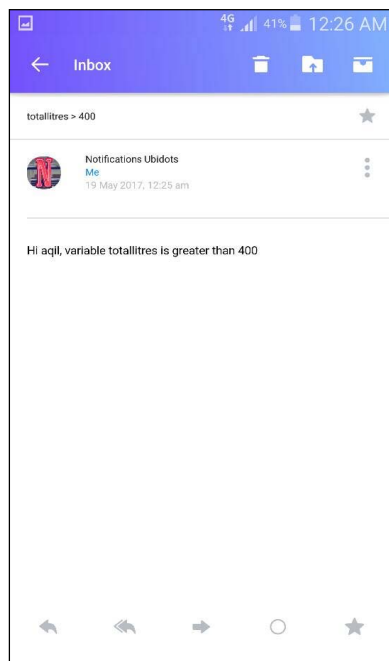 4G 41% 12:26 AM
Inbox
totallitres > 400
N
Notifications Ubidots
Me
19 May 2017, 12:25 am
Hi aqil, variable totallitres is greater than 400